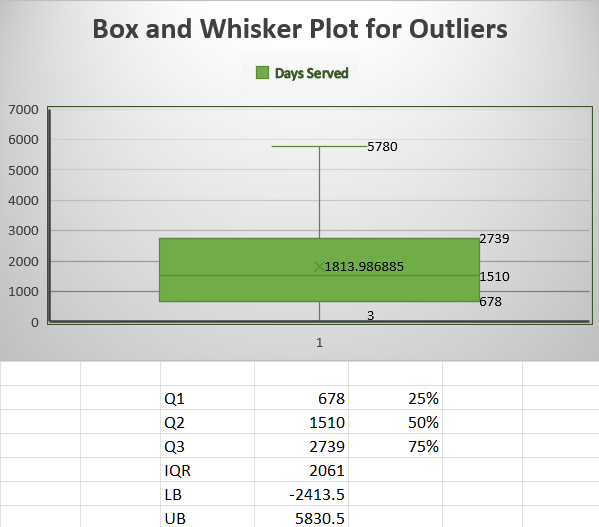 Box and Whisker Plot for Outliers
Days Served
7000
6000
5780
5000
4000
3000
2739
2000
1813.986885
1510
1000
678
0
3
1
Q1 678 25%
Q2 1510 50%
Q3 2739 75%
IQR 2061
LB -2413.5
UB 5830.5